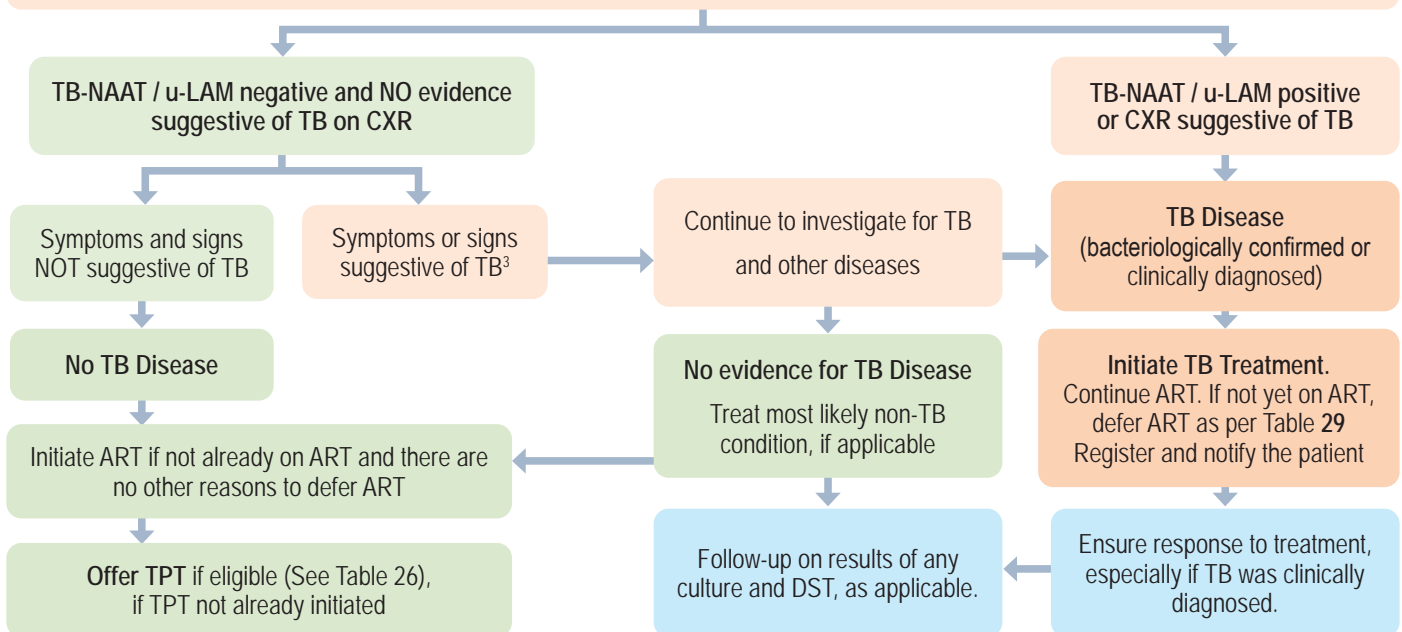 TB-NAAT / u-LAM negative and NO evidence
suggestive of TB on CXR
TB-NAAT / u-LAM positive
or CXR suggestive of TB
Symptoms and signs
NOT suggestive of TB
Symptoms or signs
suggestive of TB3
Continue to investigate for TB
and other diseases
TB Disease
(bacteriologically confirmed or
clinically diagnosed)
No TB Disease
No evidence for TB Disease
Treat most likely non-TB
condition, if applicable
Initiate TB Treatment.
Continue ART. If not yet on ART,
defer ART as per Table 29
Register and notify the patient
Initiate ART if not already on ART and there are
no other reasons to defer ART
Offer TPT if eligible (See Table 26),
if TPT not already initiated
Follow-up on results of any
culture and DST, as applicable.
Ensure response to treatment,
especially if TB was clinically
diagnosed.